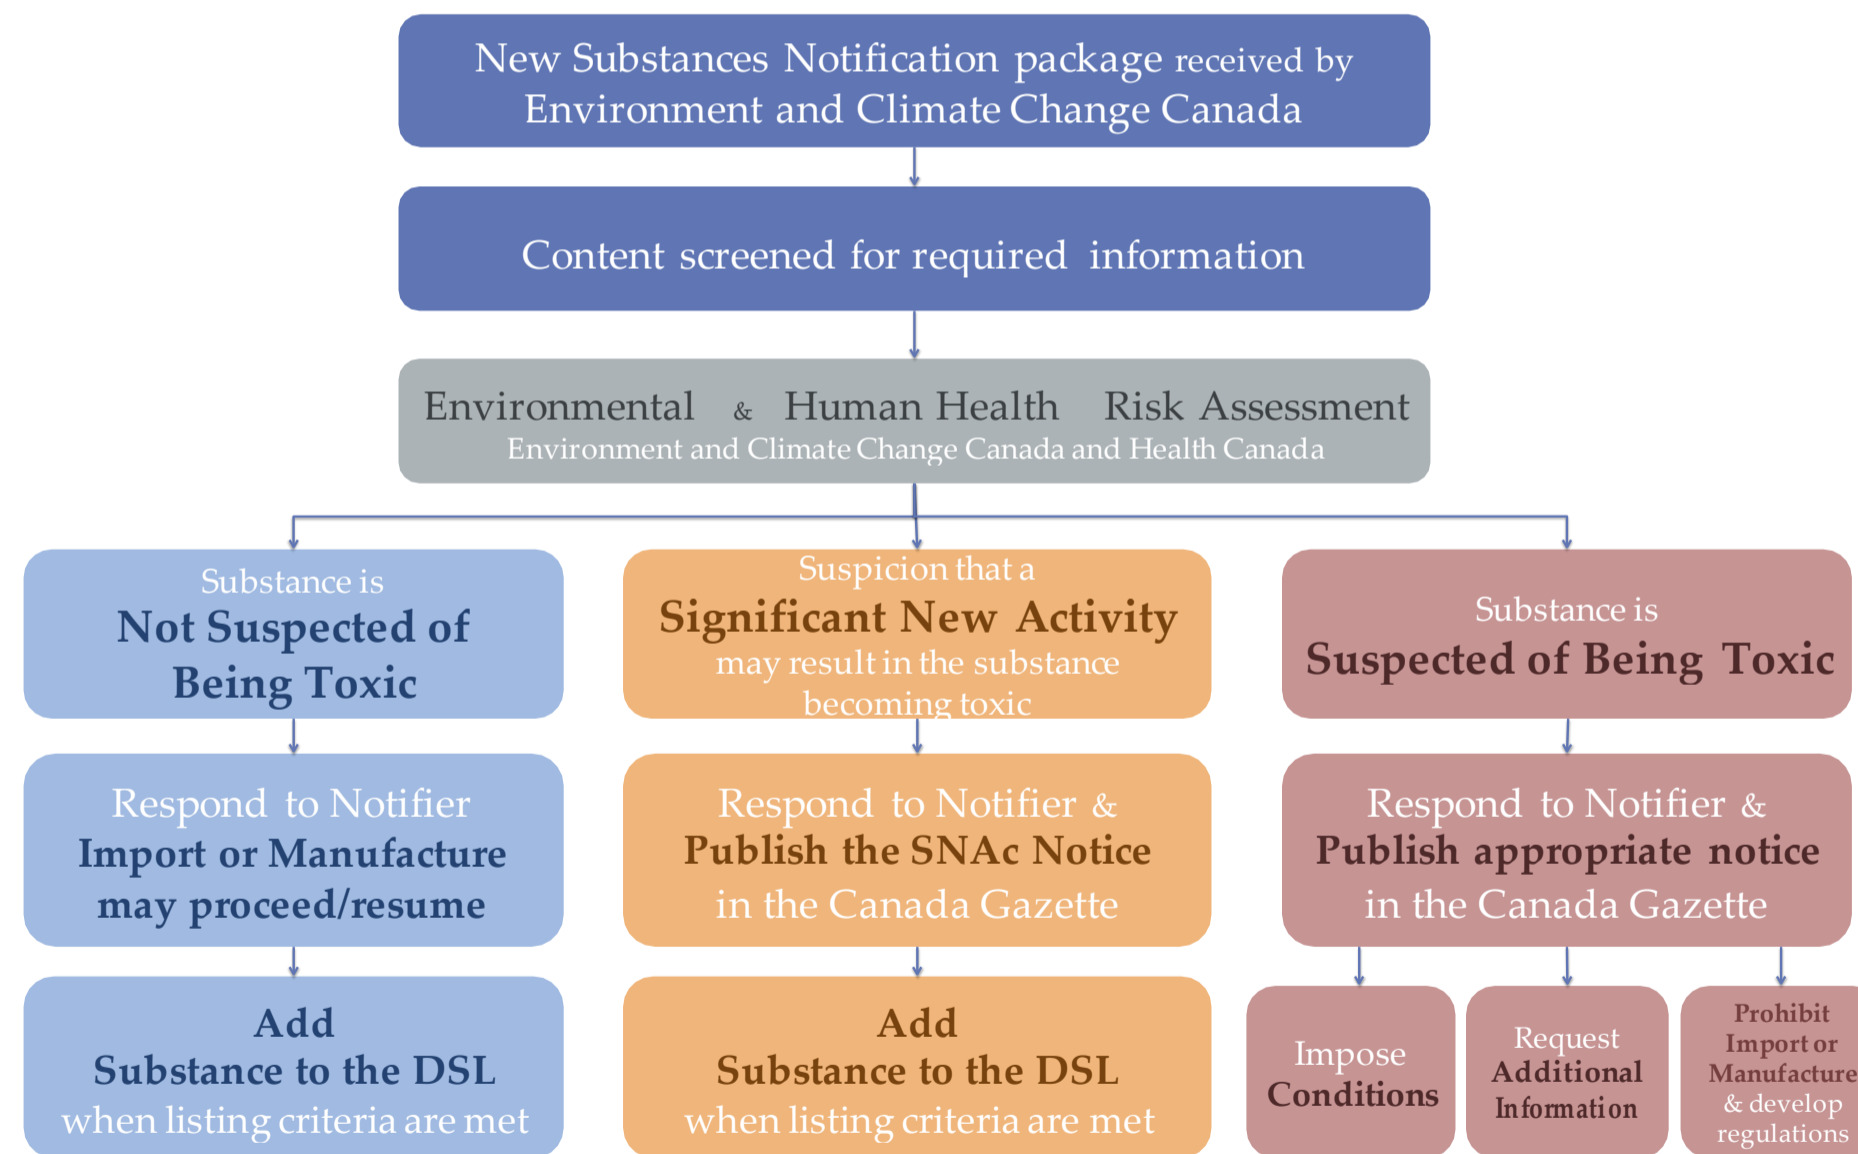 New Substances Notification package received by
Environment and Climate Change Canada
Content screened for required information
Environmental & Human Health Risk Assessment
Environment and Climate Change Canada and Health Canada
Substance is
Not Suspected of
Being Toxic
Suspicion that a
Significant New Activity
may result in the substance
becoming toxic
Substance is
Suspected of Being Toxic
Respond to Notifier
Import or Manufacture
may proceed/resume
Respond to Notifier &
Publish the SNAc Notice
in the Canada Gazette
Respond to Notifier &
Publish appropriate notice
in the Canada Gazette
Add
Substance to the DSL
when listing criteria are met
Add
Substance to the DSL
when listing criteria are met
Impose
Conditions
Request
Additional
Information
Prohibit
Import or
Manufacture
& develop
regulations